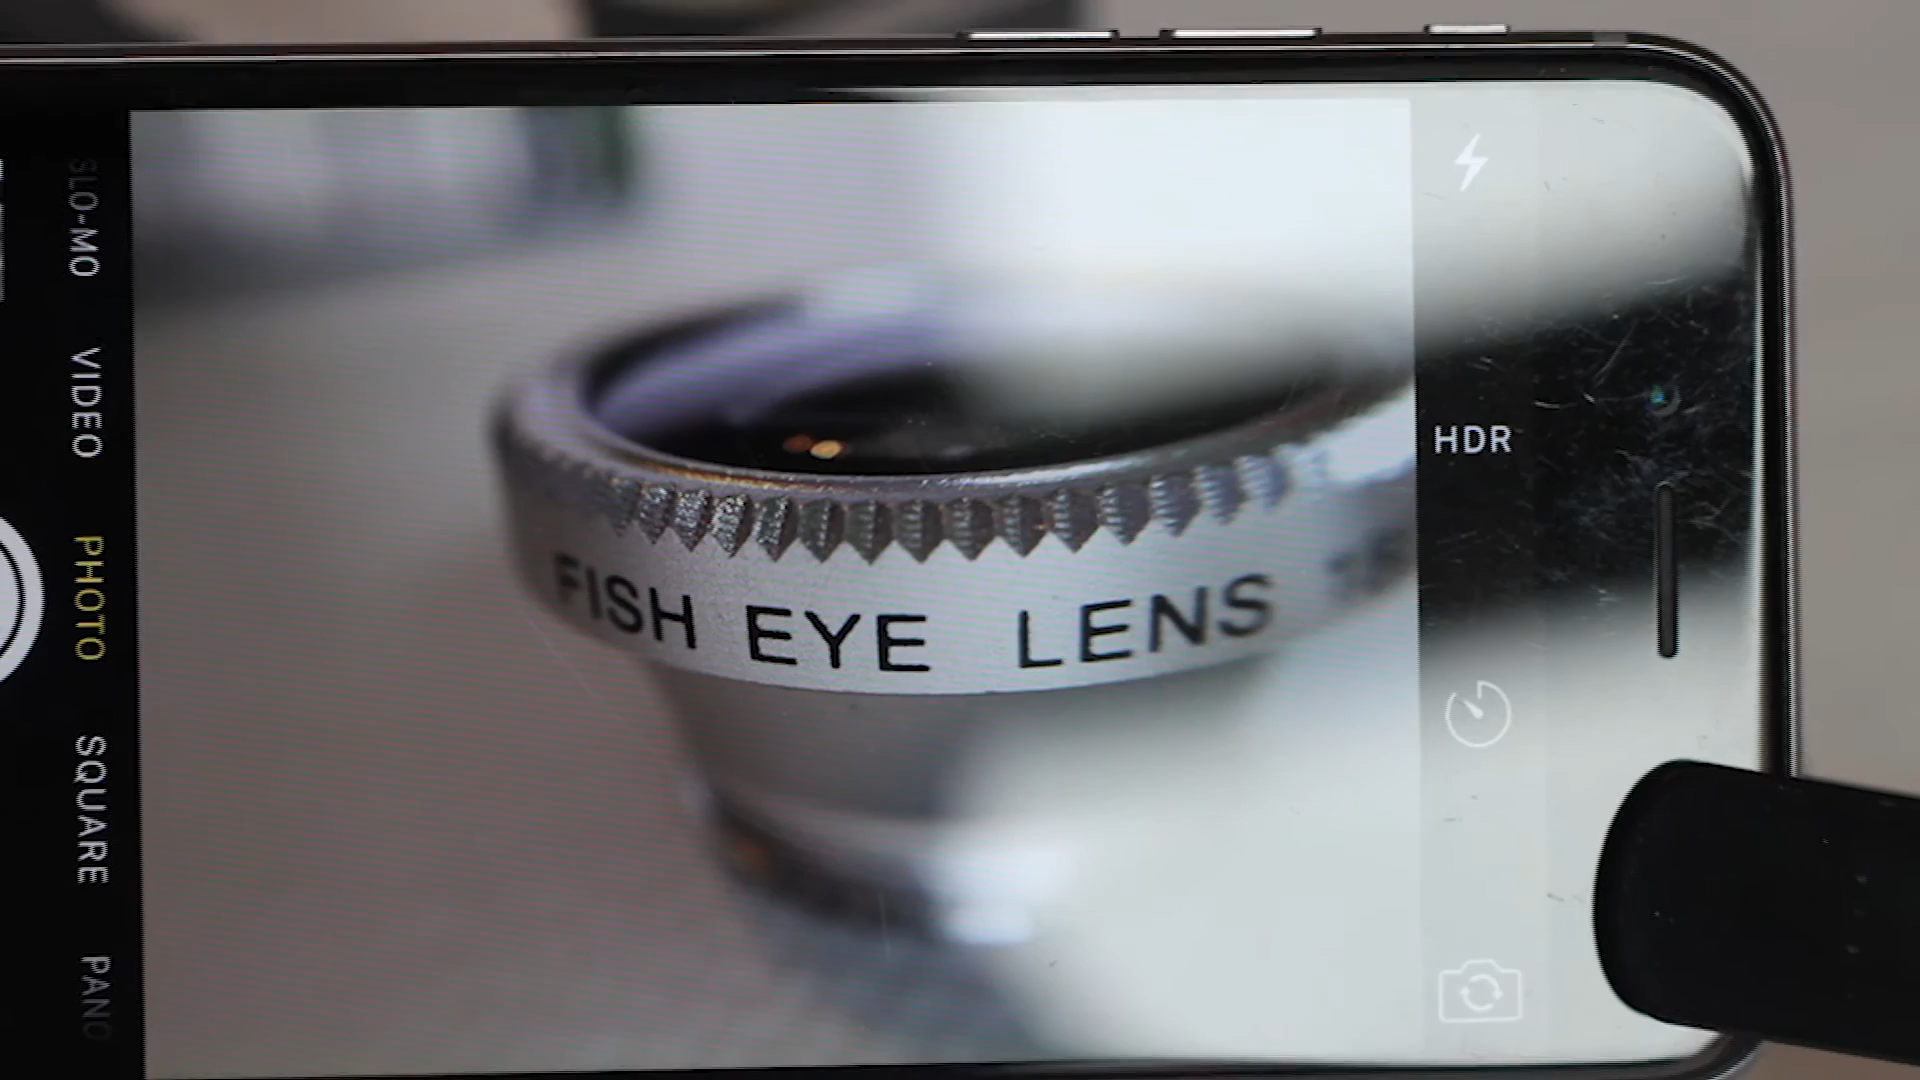 SLO-MO
VIDEO
PHOTO
SQUARE
PANO
FISH EYE LENS
HDR